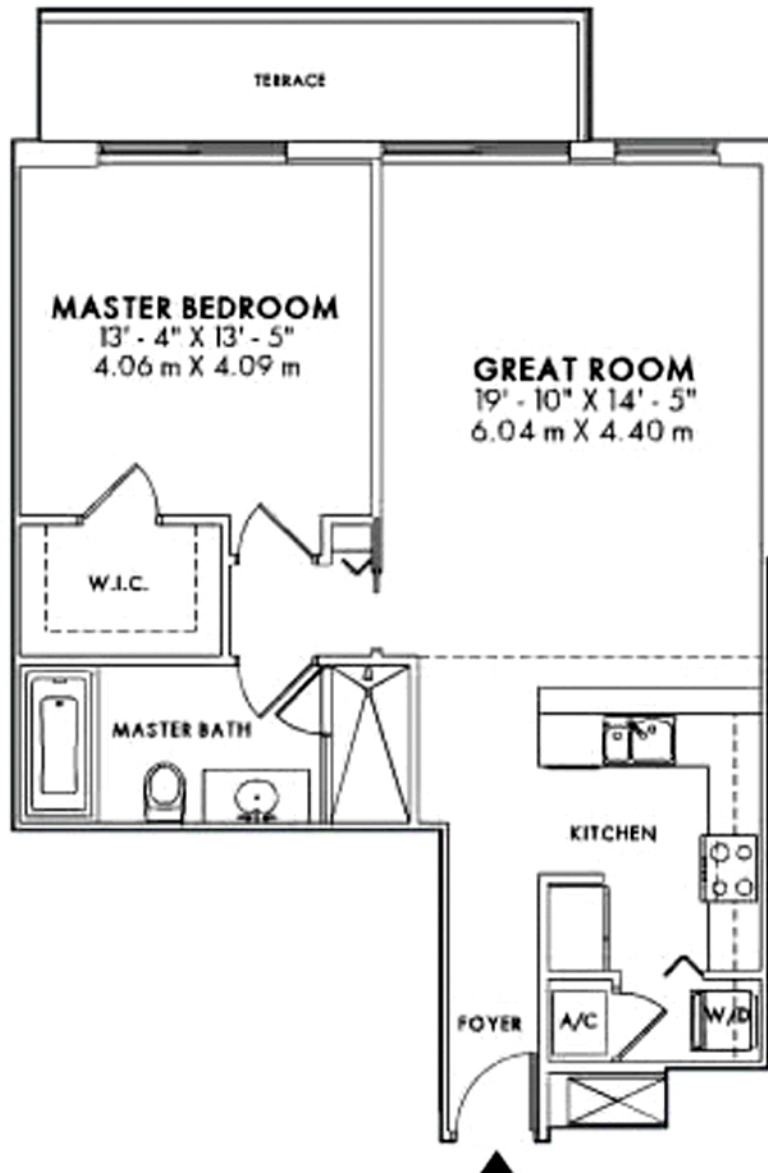 TERRACE
MASTER BEDROOM
13' - 4" X 13' - 5"
4.06 m X 4.09 m
GREAT ROOM
19' - 10" X 14' - 5"
6.04 m X 4.40 m
W.I.C.
MASTER BATH
KITCHEN
FOYER
A/C
W/D